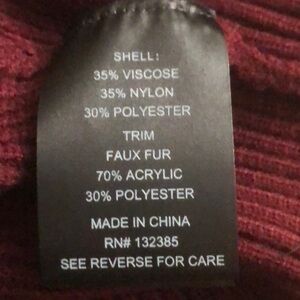 SHELL:
35% VISCOSE
35% NYLON
30% POLYESTER
TRIM
FAUX FUR
70% ACRYLIC
30% POLYESTER
MADE IN CHINA
RN# 132385
SEE REVERSE FOR CARE